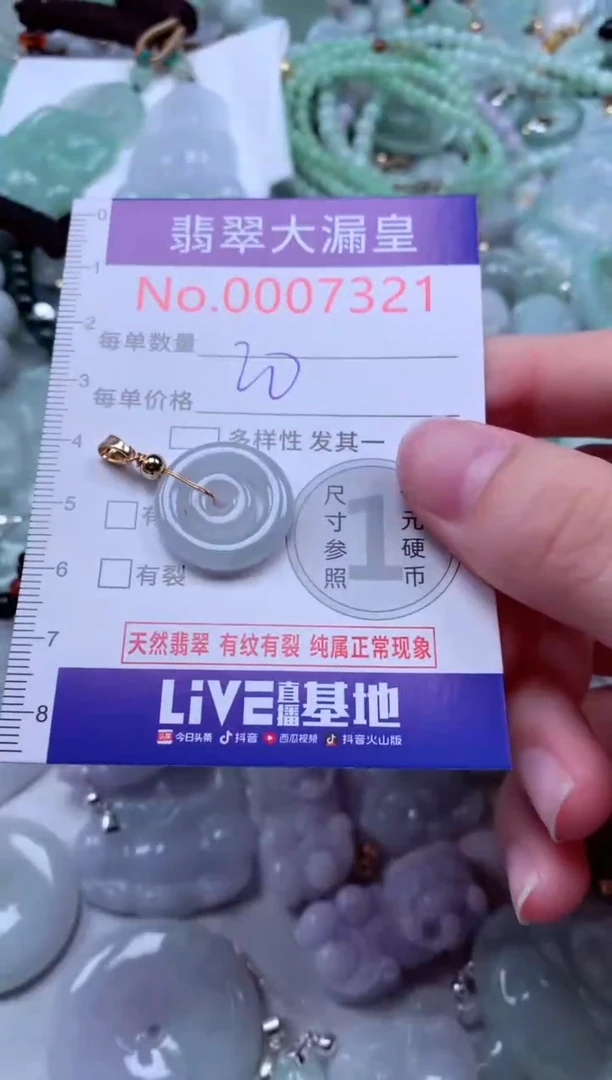 翡翠大漏皇
No.0007321
每单数量
20
每单价格
多样性 发其一
有裂
尺寸参照
1
元硬币
天然翡翠 有纹有裂 纯属正常现象
LiVE直播基地
今日头条 抖音 西瓜视频 抖音火山版
0
1
2
3
4
5
6
7
8